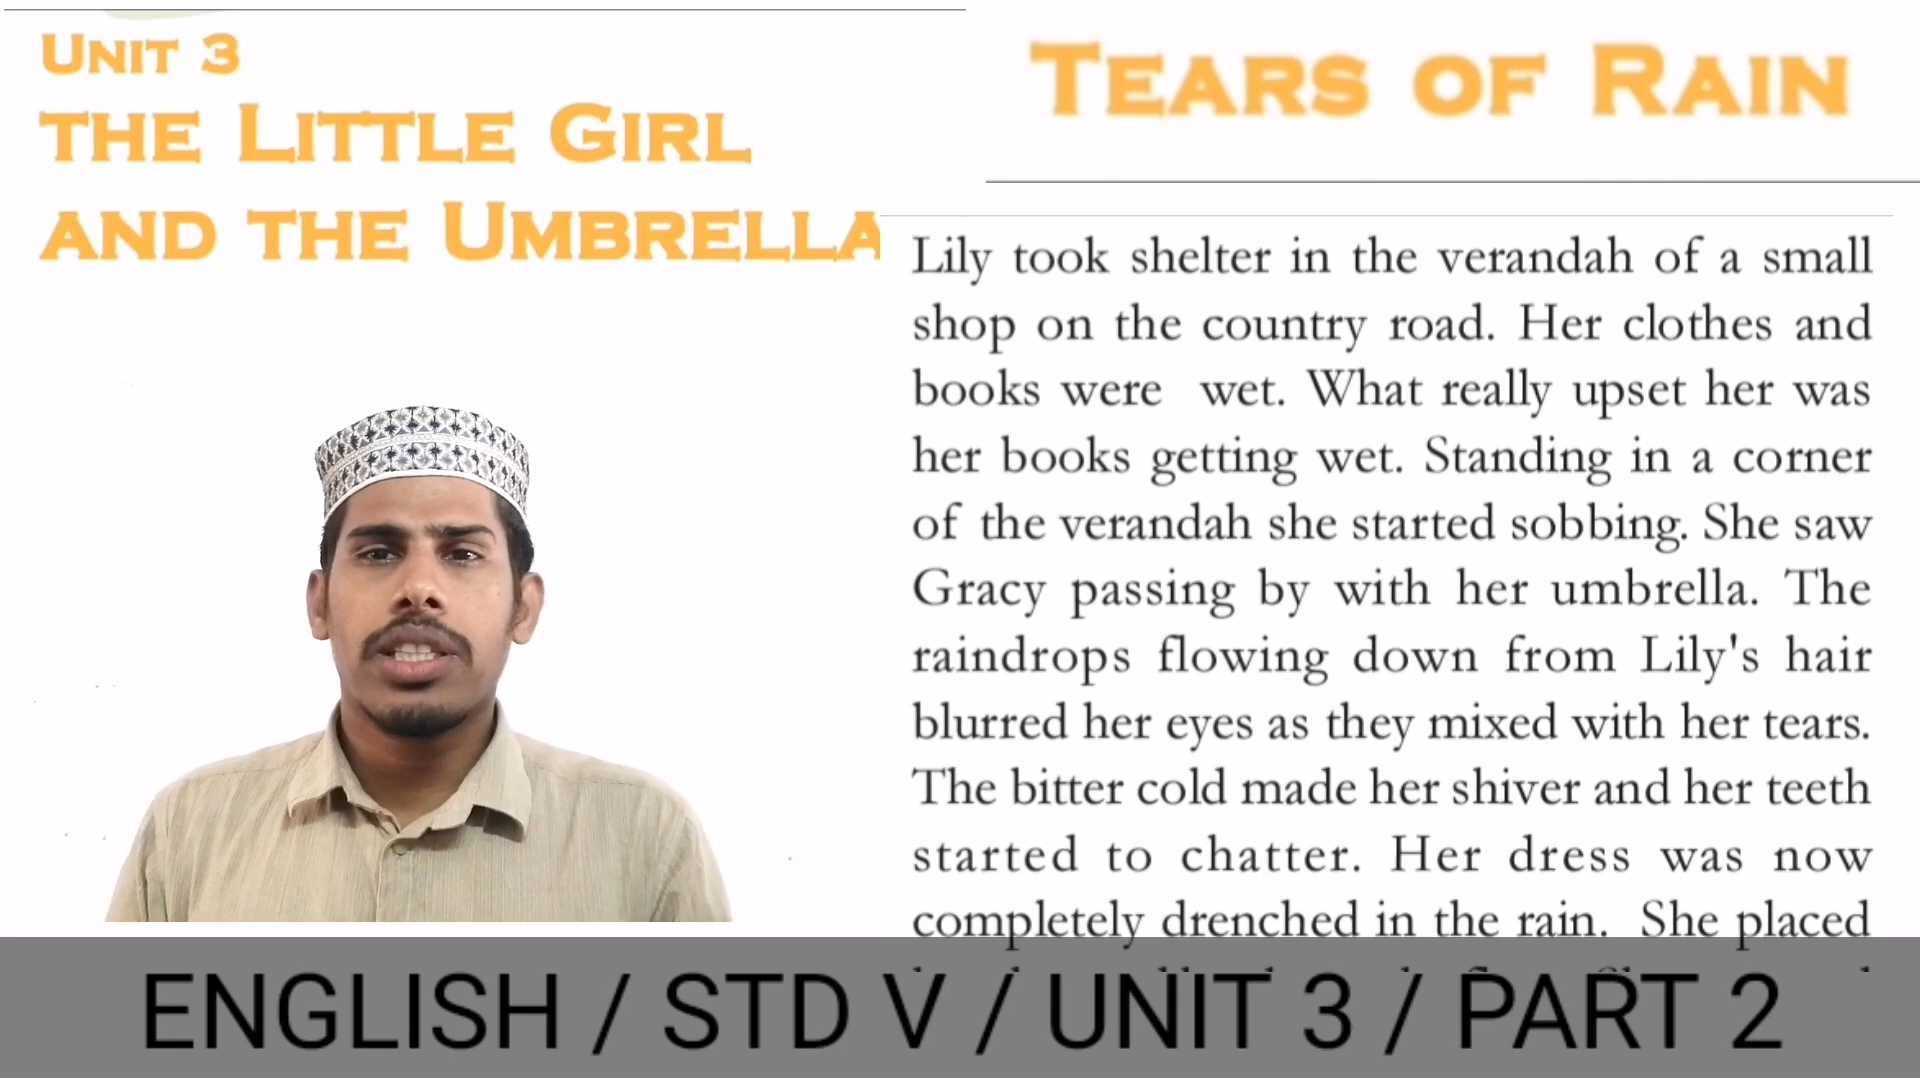 UNIT 3
THE LITTLE GIRL
AND THE UMBRELLA
TEARS OF RAIN
Lily took shelter in the verandah of a small
shop on the country road. Her clothes and
books were wet. What really upset her was
her books getting wet. Standing in a corner
of the verandah she started sobbing. She saw
Gracy passing by with her umbrella. The
raindrops flowing down from Lily's hair
blurred her eyes as they mixed with her tears.
The bitter cold made her shiver and her teeth
started to chatter. Her dress was now
completely drenched in the rain. She placed
ENGLISH / STD V / UNIT 3 / PART 2